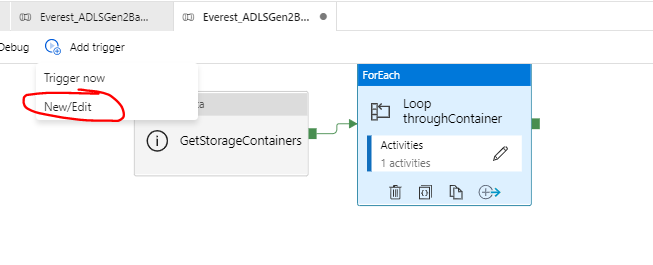 Everest_ADLSGen2Ba...
Everest_ADLSGen2B...
Debug
Add trigger
Trigger now
New/Edit
GetStorageContainers
ForEach
Loop
throughContainer
Activities
1 activities